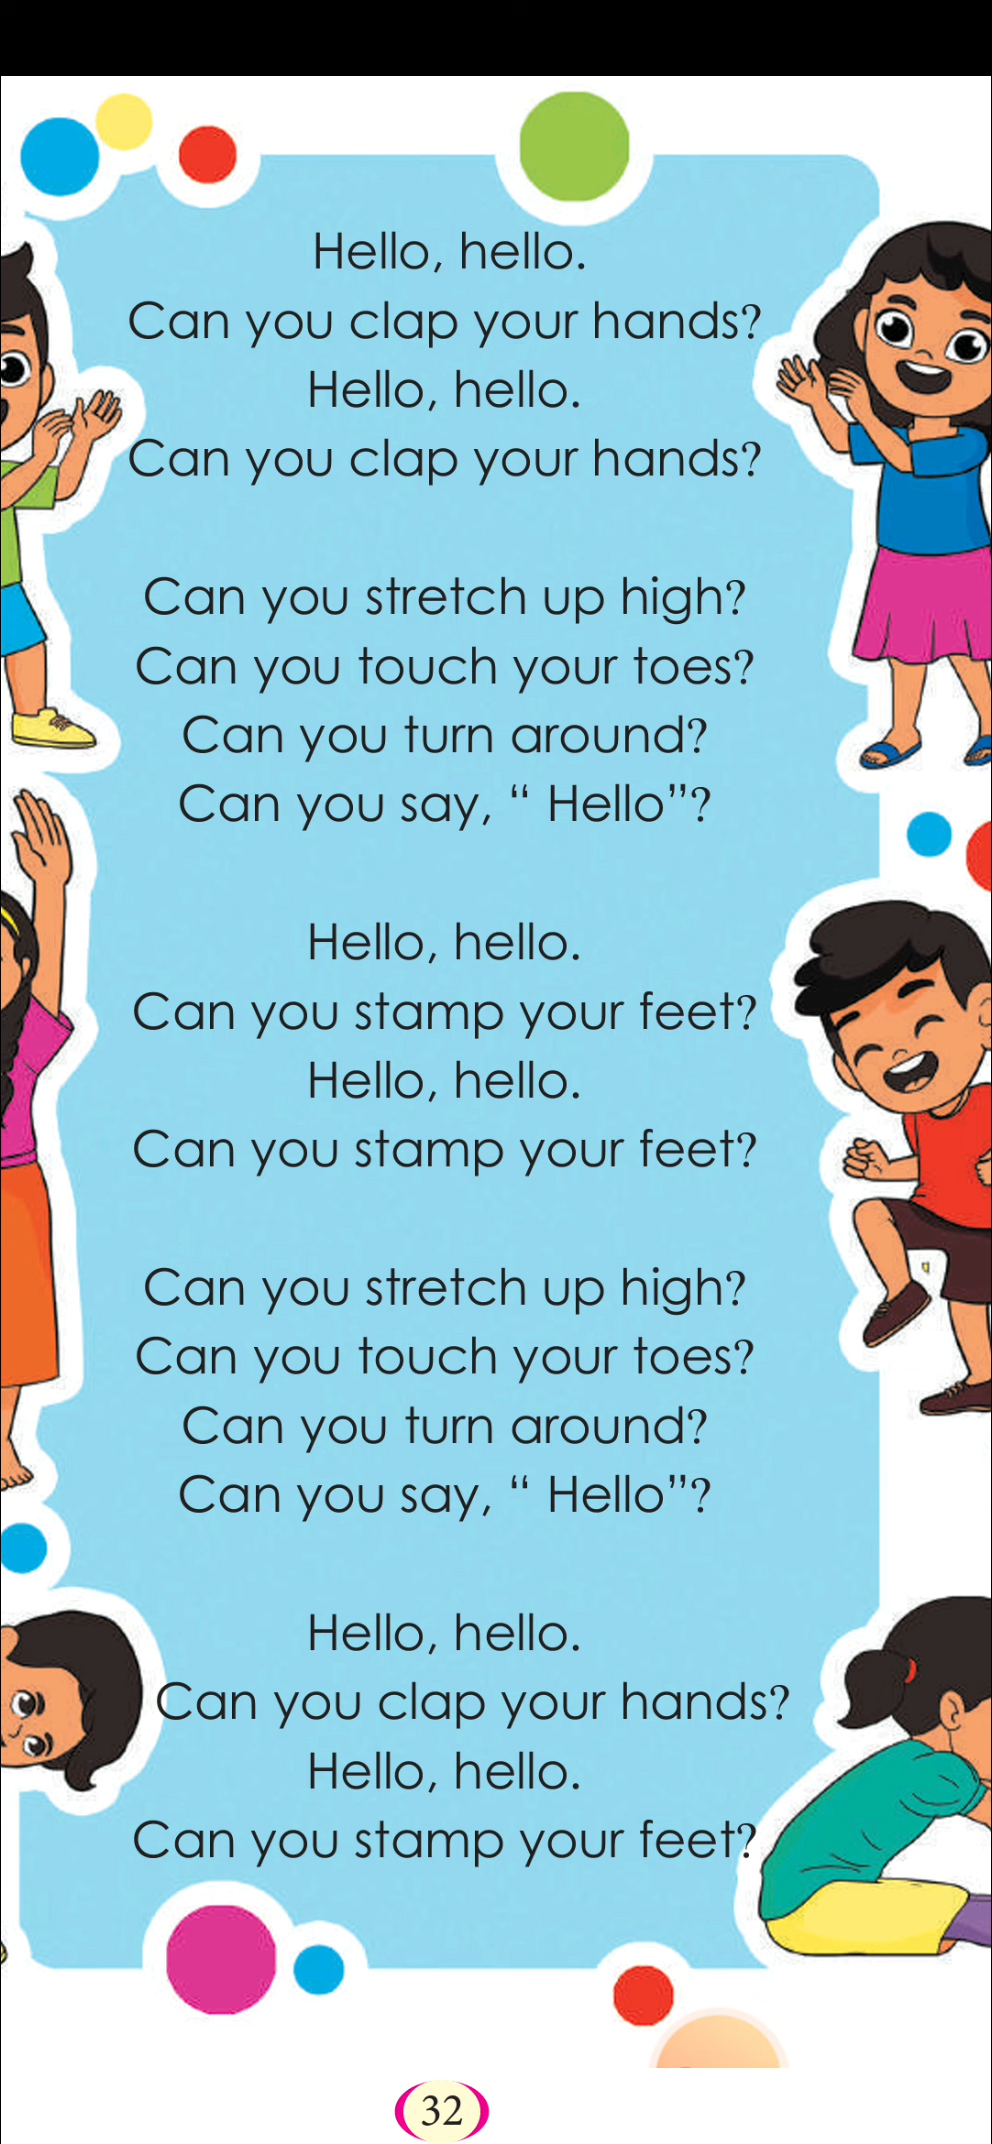 Hello, hello.
Can you clap your hands?
Hello, hello.
Can you clap your hands?
Can you stretch up high?
Can you touch your toes?
Can you turn around?
Can you say, “ Hello”?
Hello, hello.
Can you stamp your feet?
Hello, hello.
Can you stamp your feet?
Can you stretch up high?
Can you touch your toes?
Can you turn around?
Can you say, “ Hello”?
Hello, hello.
Can you clap your hands?
Hello, hello.
Can you stamp your feet?
32